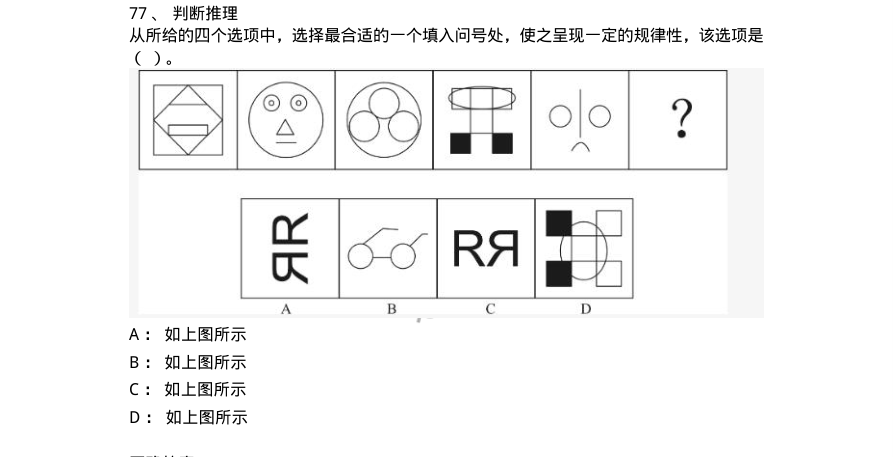 77 、 判断推理
从所给的四个选项中，选择最合适的一个填入问号处，使之呈现一定的规律性，该选项是
（ ）。
?
A B C D
A： 如上图所示
B： 如上图所示
C： 如上图所示
D： 如上图所示